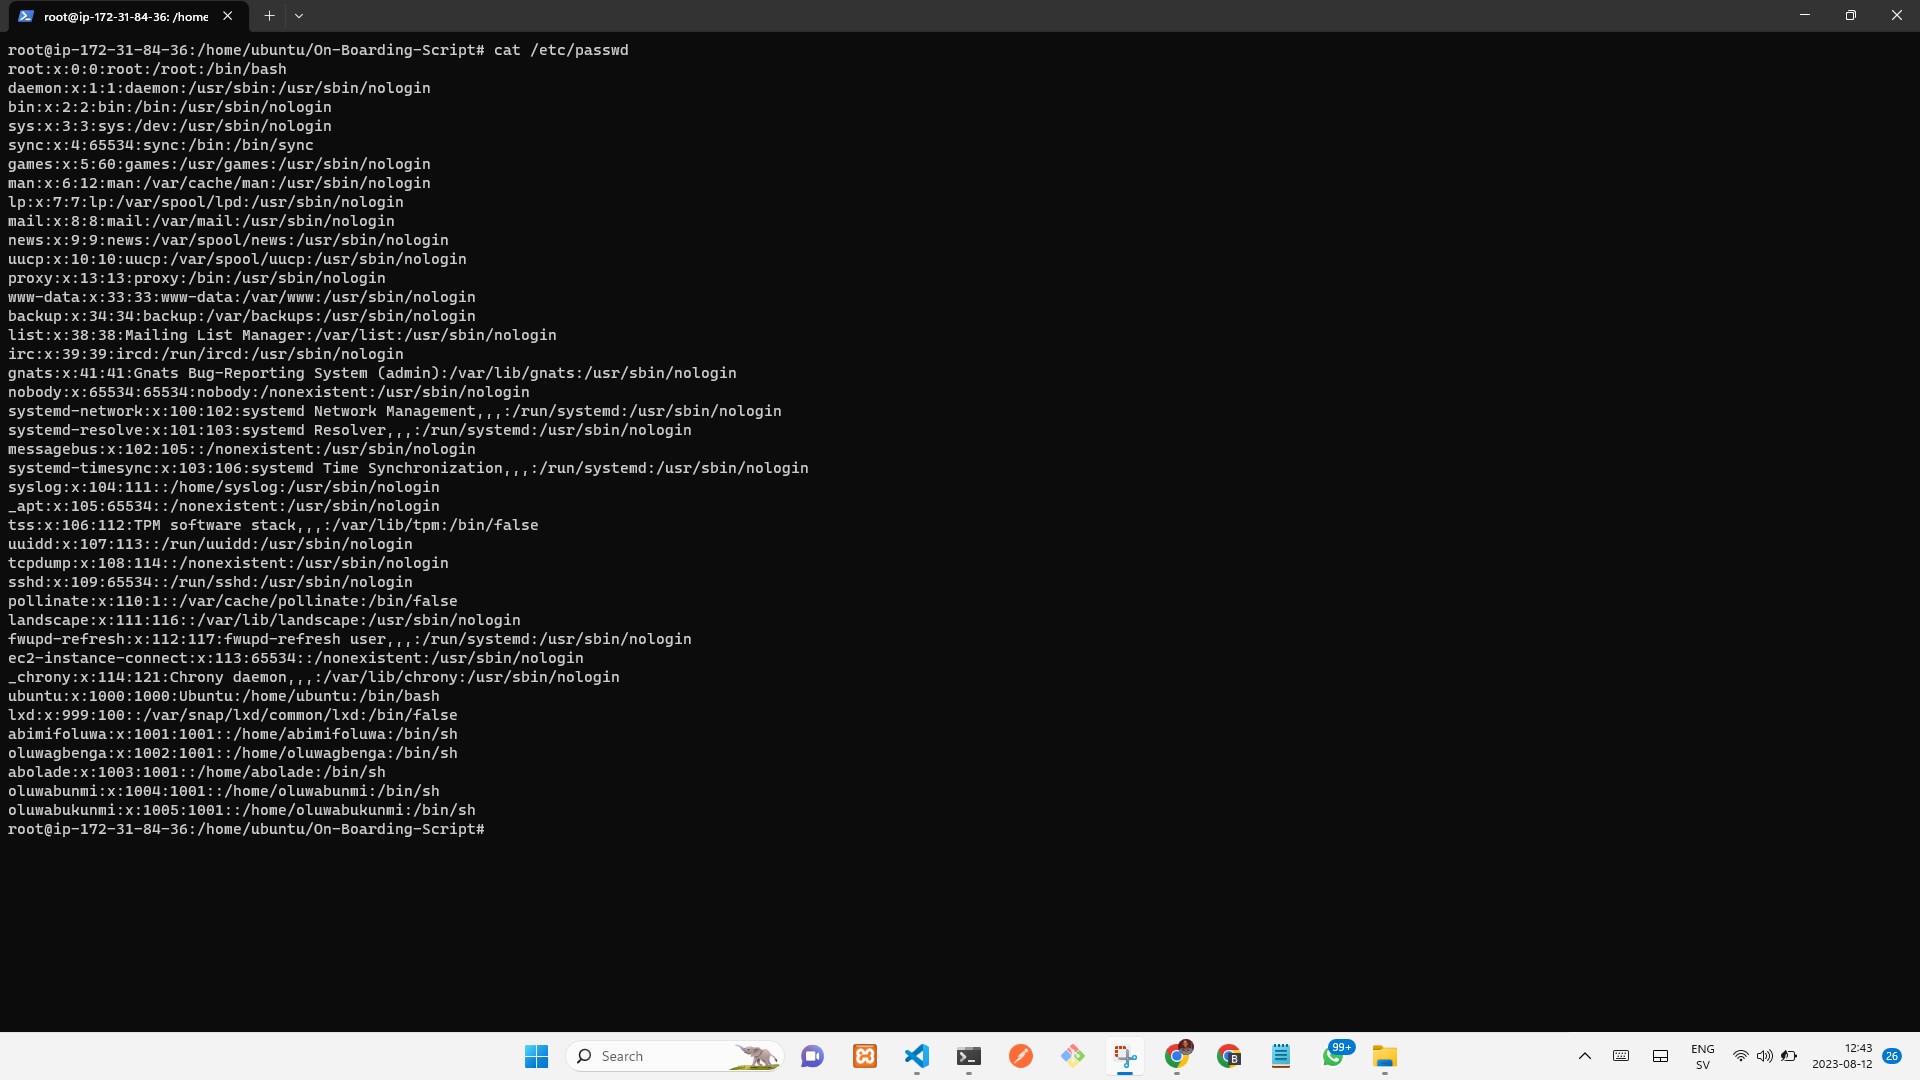 root@ip-172-31-84-36: /home
root@ip-172-31-84-36:/home/ubuntu/On-Boarding-Script# cat /etc/passwd
root:x:0:0:root:/root:/bin/bash
daemon:x:1:1:daemon:/usr/sbin:/usr/sbin/nologin
bin:x:2:2:bin:/bin:/usr/sbin/nologin
sys:x:3:3:sys:/dev:/usr/sbin/nologin
sync:x:4:65534:sync:/bin:/bin/sync
games:x:5:60:games:/usr/games:/usr/sbin/nologin
man:x:6:12:man:/var/cache/man:/usr/sbin/nologin
lp:x:7:7:lp:/var/spool/lpd:/usr/sbin/nologin
mail:x:8:8:mail:/var/mail:/usr/sbin/nologin
news:x:9:9:news:/var/spool/news:/usr/sbin/nologin
uucp:x:10:10:uucp:/var/spool/uucp:/usr/sbin/nologin
proxy:x:13:13:proxy:/bin:/usr/sbin/nologin
www-data:x:33:33:www-data:/var/www:/usr/sbin/nologin
backup:x:34:34:backup:/var/backups:/usr/sbin/nologin
list:x:38:38:Mailing List Manager:/var/list:/usr/sbin/nologin
irc:x:39:39:ircd:/run/ircd:/usr/sbin/nologin
gnats:x:41:41:Gnats Bug-Reporting System (admin):/var/lib/gnats:/usr/sbin/nologin
nobody:x:65534:65534:nobody:/nonexistent:/usr/sbin/nologin
systemd-network:x:100:102:systemd Network Management,,,:/run/systemd:/usr/sbin/nologin
systemd-resolve:x:101:103:systemd Resolver,,,:/run/systemd:/usr/sbin/nologin
messagebus:x:102:105::/nonexistent:/usr/sbin/nologin
systemd-timesync:x:103:106:systemd Time Synchronization,,,:/run/systemd:/usr/sbin/nologin
syslog:x:104:111::/home/syslog:/usr/sbin/nologin
_apt:x:105:65534::/nonexistent:/usr/sbin/nologin
tss:x:106:112:TPM software stack,,,:/var/lib/tpm:/bin/false
uuidd:x:107:113::/run/uuidd:/usr/sbin/nologin
tcpdump:x:108:114::/nonexistent:/usr/sbin/nologin
sshd:x:109:65534::/run/sshd:/usr/sbin/nologin
pollinate:x:110:1::/var/cache/pollinate:/bin/false
landscape:x:111:116::/var/lib/landscape:/usr/sbin/nologin
fwupd-refresh:x:112:117:fwupd-refresh user,,,:/run/systemd:/usr/sbin/nologin
ec2-instance-connect:x:113:65534::/nonexistent:/usr/sbin/nologin
_chrony:x:114:121:Chrony daemon,,,:/var/lib/chrony:/usr/sbin/nologin
ubuntu:x:1000:1000:Ubuntu:/home/ubuntu:/bin/bash
lxd:x:999:100::/var/snap/lxd/common/lxd:/bin/false
abimifoluwa:x:1001:1001::/home/abimifoluwa:/bin/sh
oluwagbenga:x:1002:1001::/home/oluwagbenga:/bin/sh
abolade:x:1003:1001::/home/abolade:/bin/sh
oluwabunmi:x:1004:1001::/home/oluwabunmi:/bin/sh
oluwabukunmi:x:1005:1001::/home/oluwabukunmi:/bin/sh
root@ip-172-31-84-36:/home/ubuntu/On-Boarding-Script#
Search
B
99+
ENG
SV
12:43
2023-08-12
26